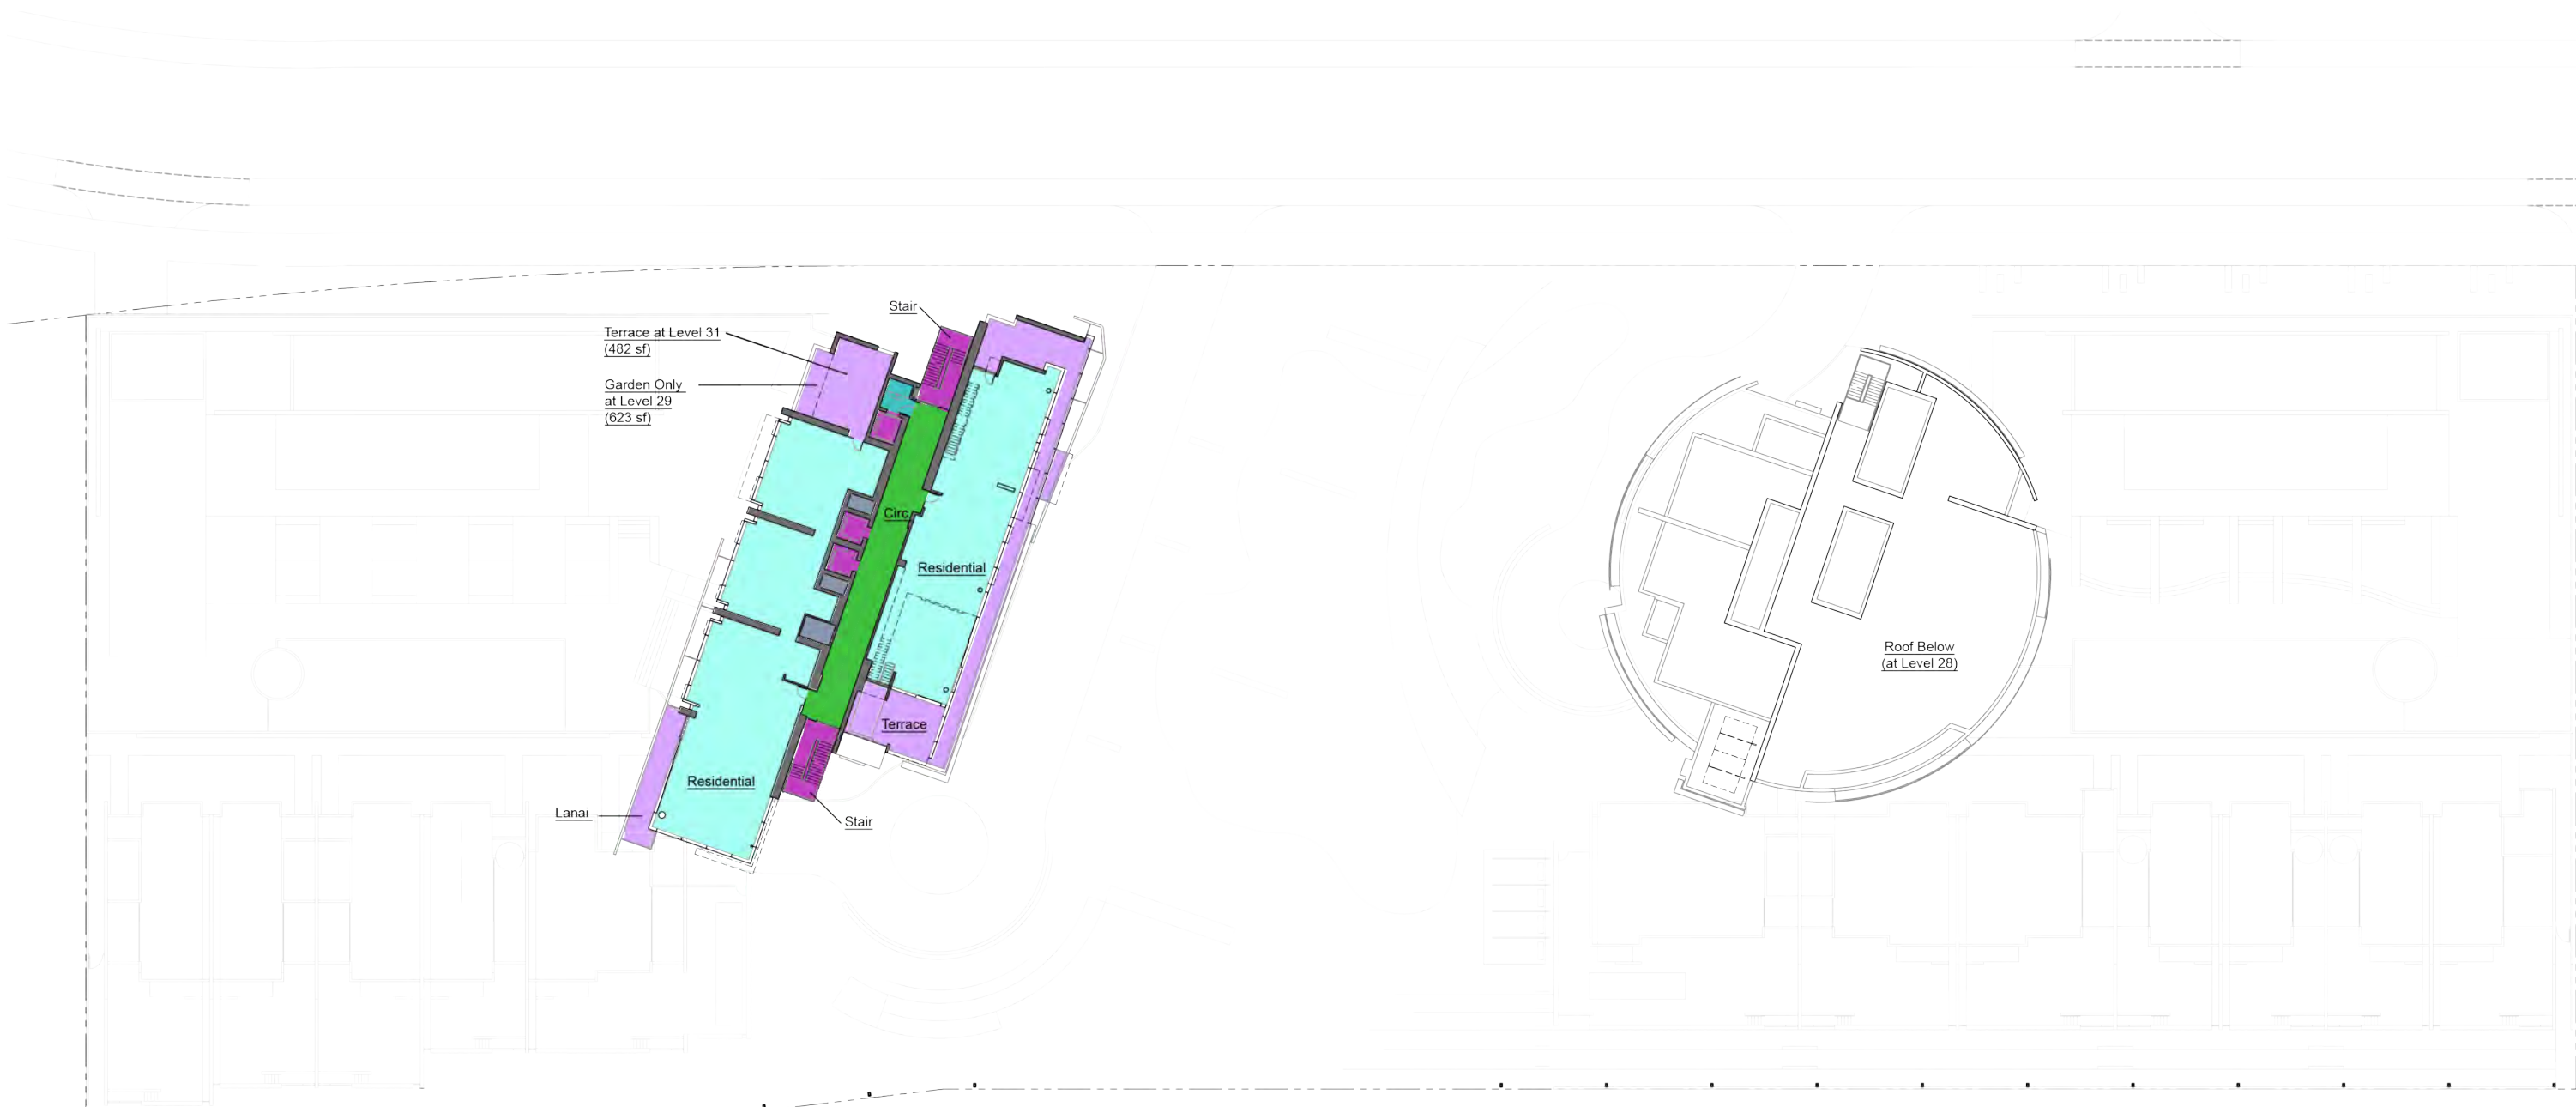 Stair
Terrace at Level 31
(482 sf)
Garden Only
at Level 29
(623 sf)
Circ.
Residential
Roof Below
(at Level 28)
Terrace
Residential
Lanai
Stair